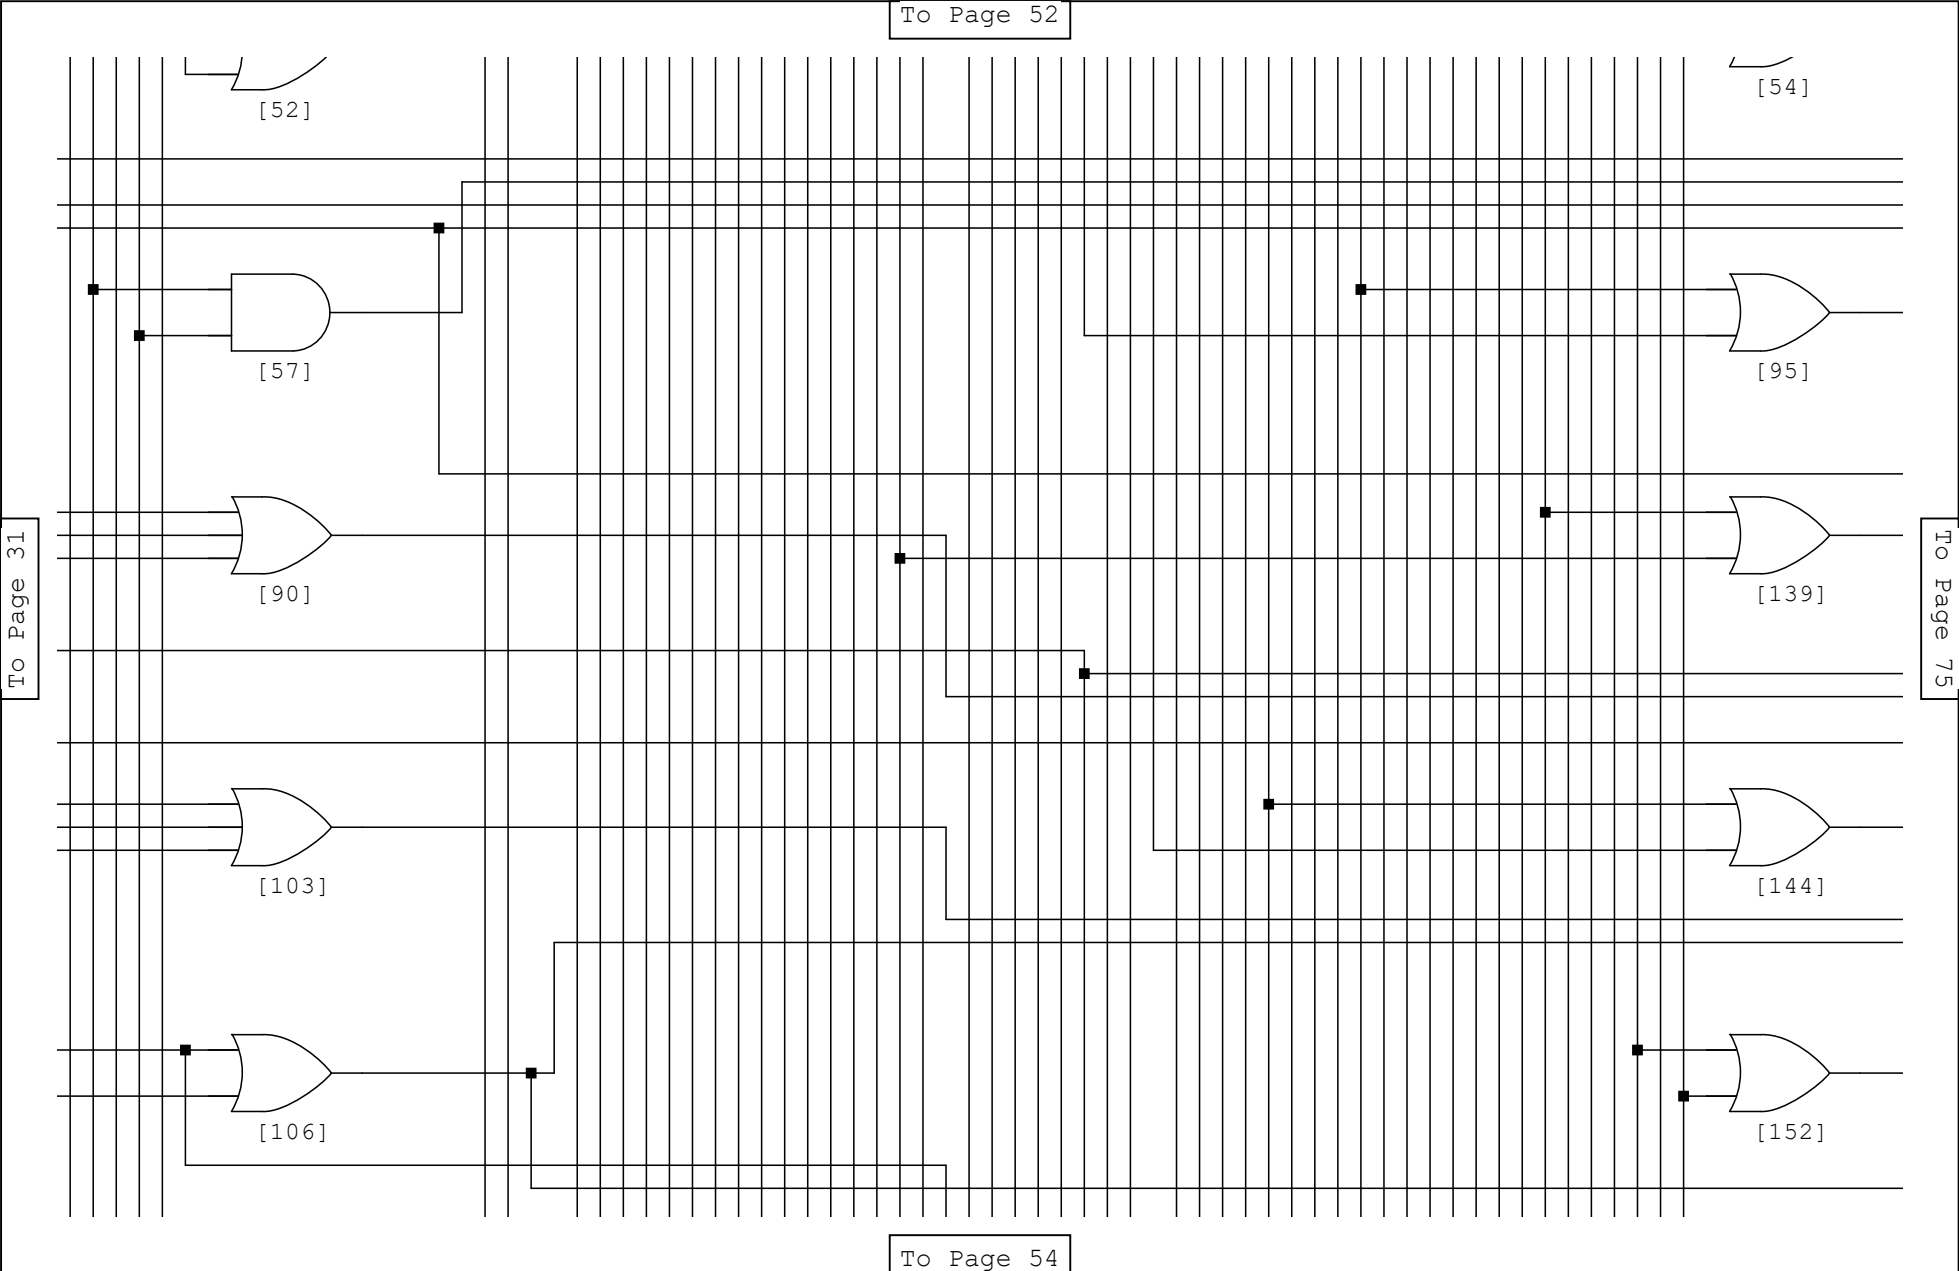 To Page 52
[52]
[54]
[57]
[95]
To Page 31
[90]
[139]
To Page 75
[103]
[144]
[106]
[152]
To Page 54